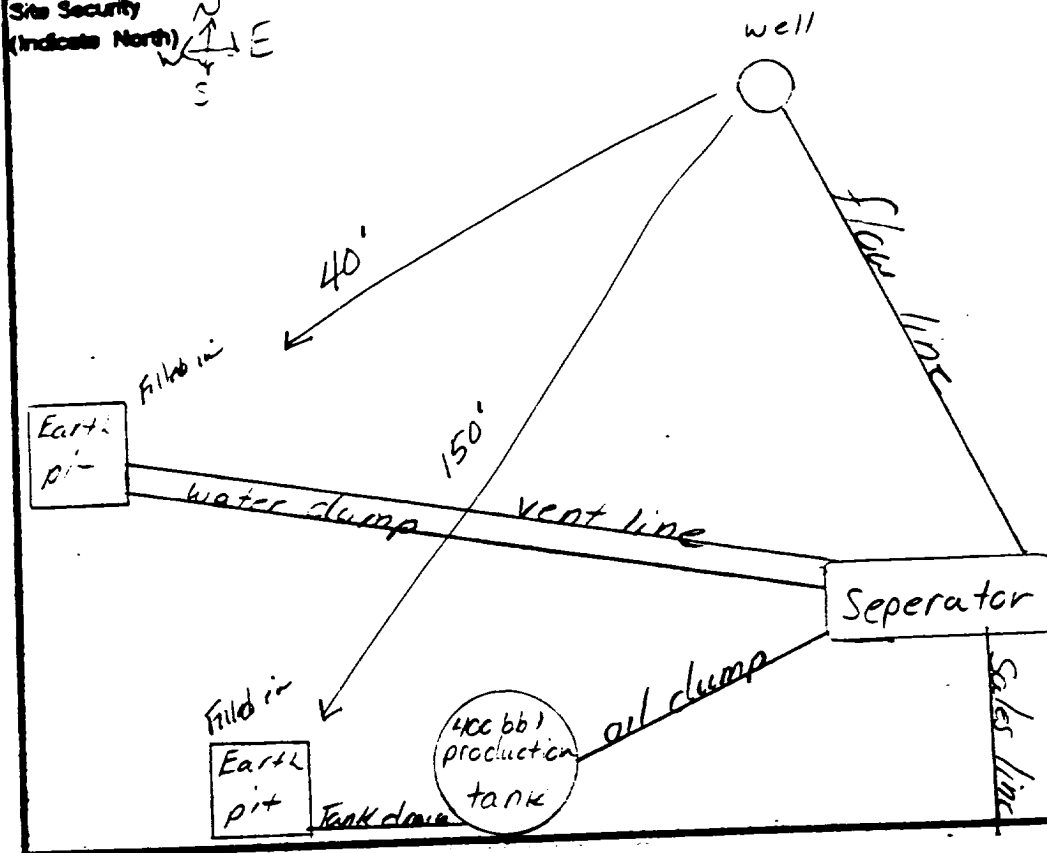 Site Security
(Indicate North)
N
W
E
S
well
flow line
40'
Filled in
Earth
pit
150'
water dump
vent line
Seperator
Filled in
oil dump
Sales line
400 bbl
production
tank
Earth
pit
Tank drain